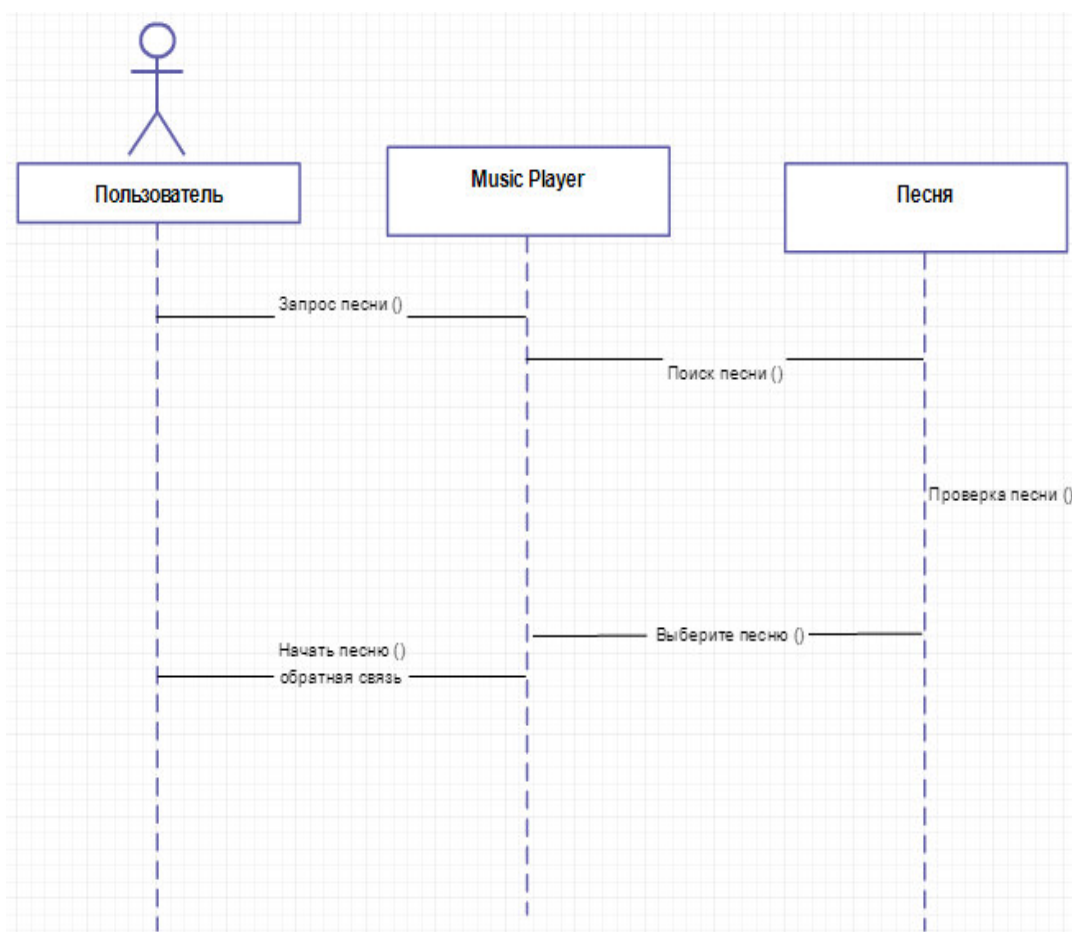 Пользователь
Music Player
Песня
Запрос песни ()
Поиск песни ()
Проверка песни ()
Выберите песню ()
Начать песню ()
обратная связь